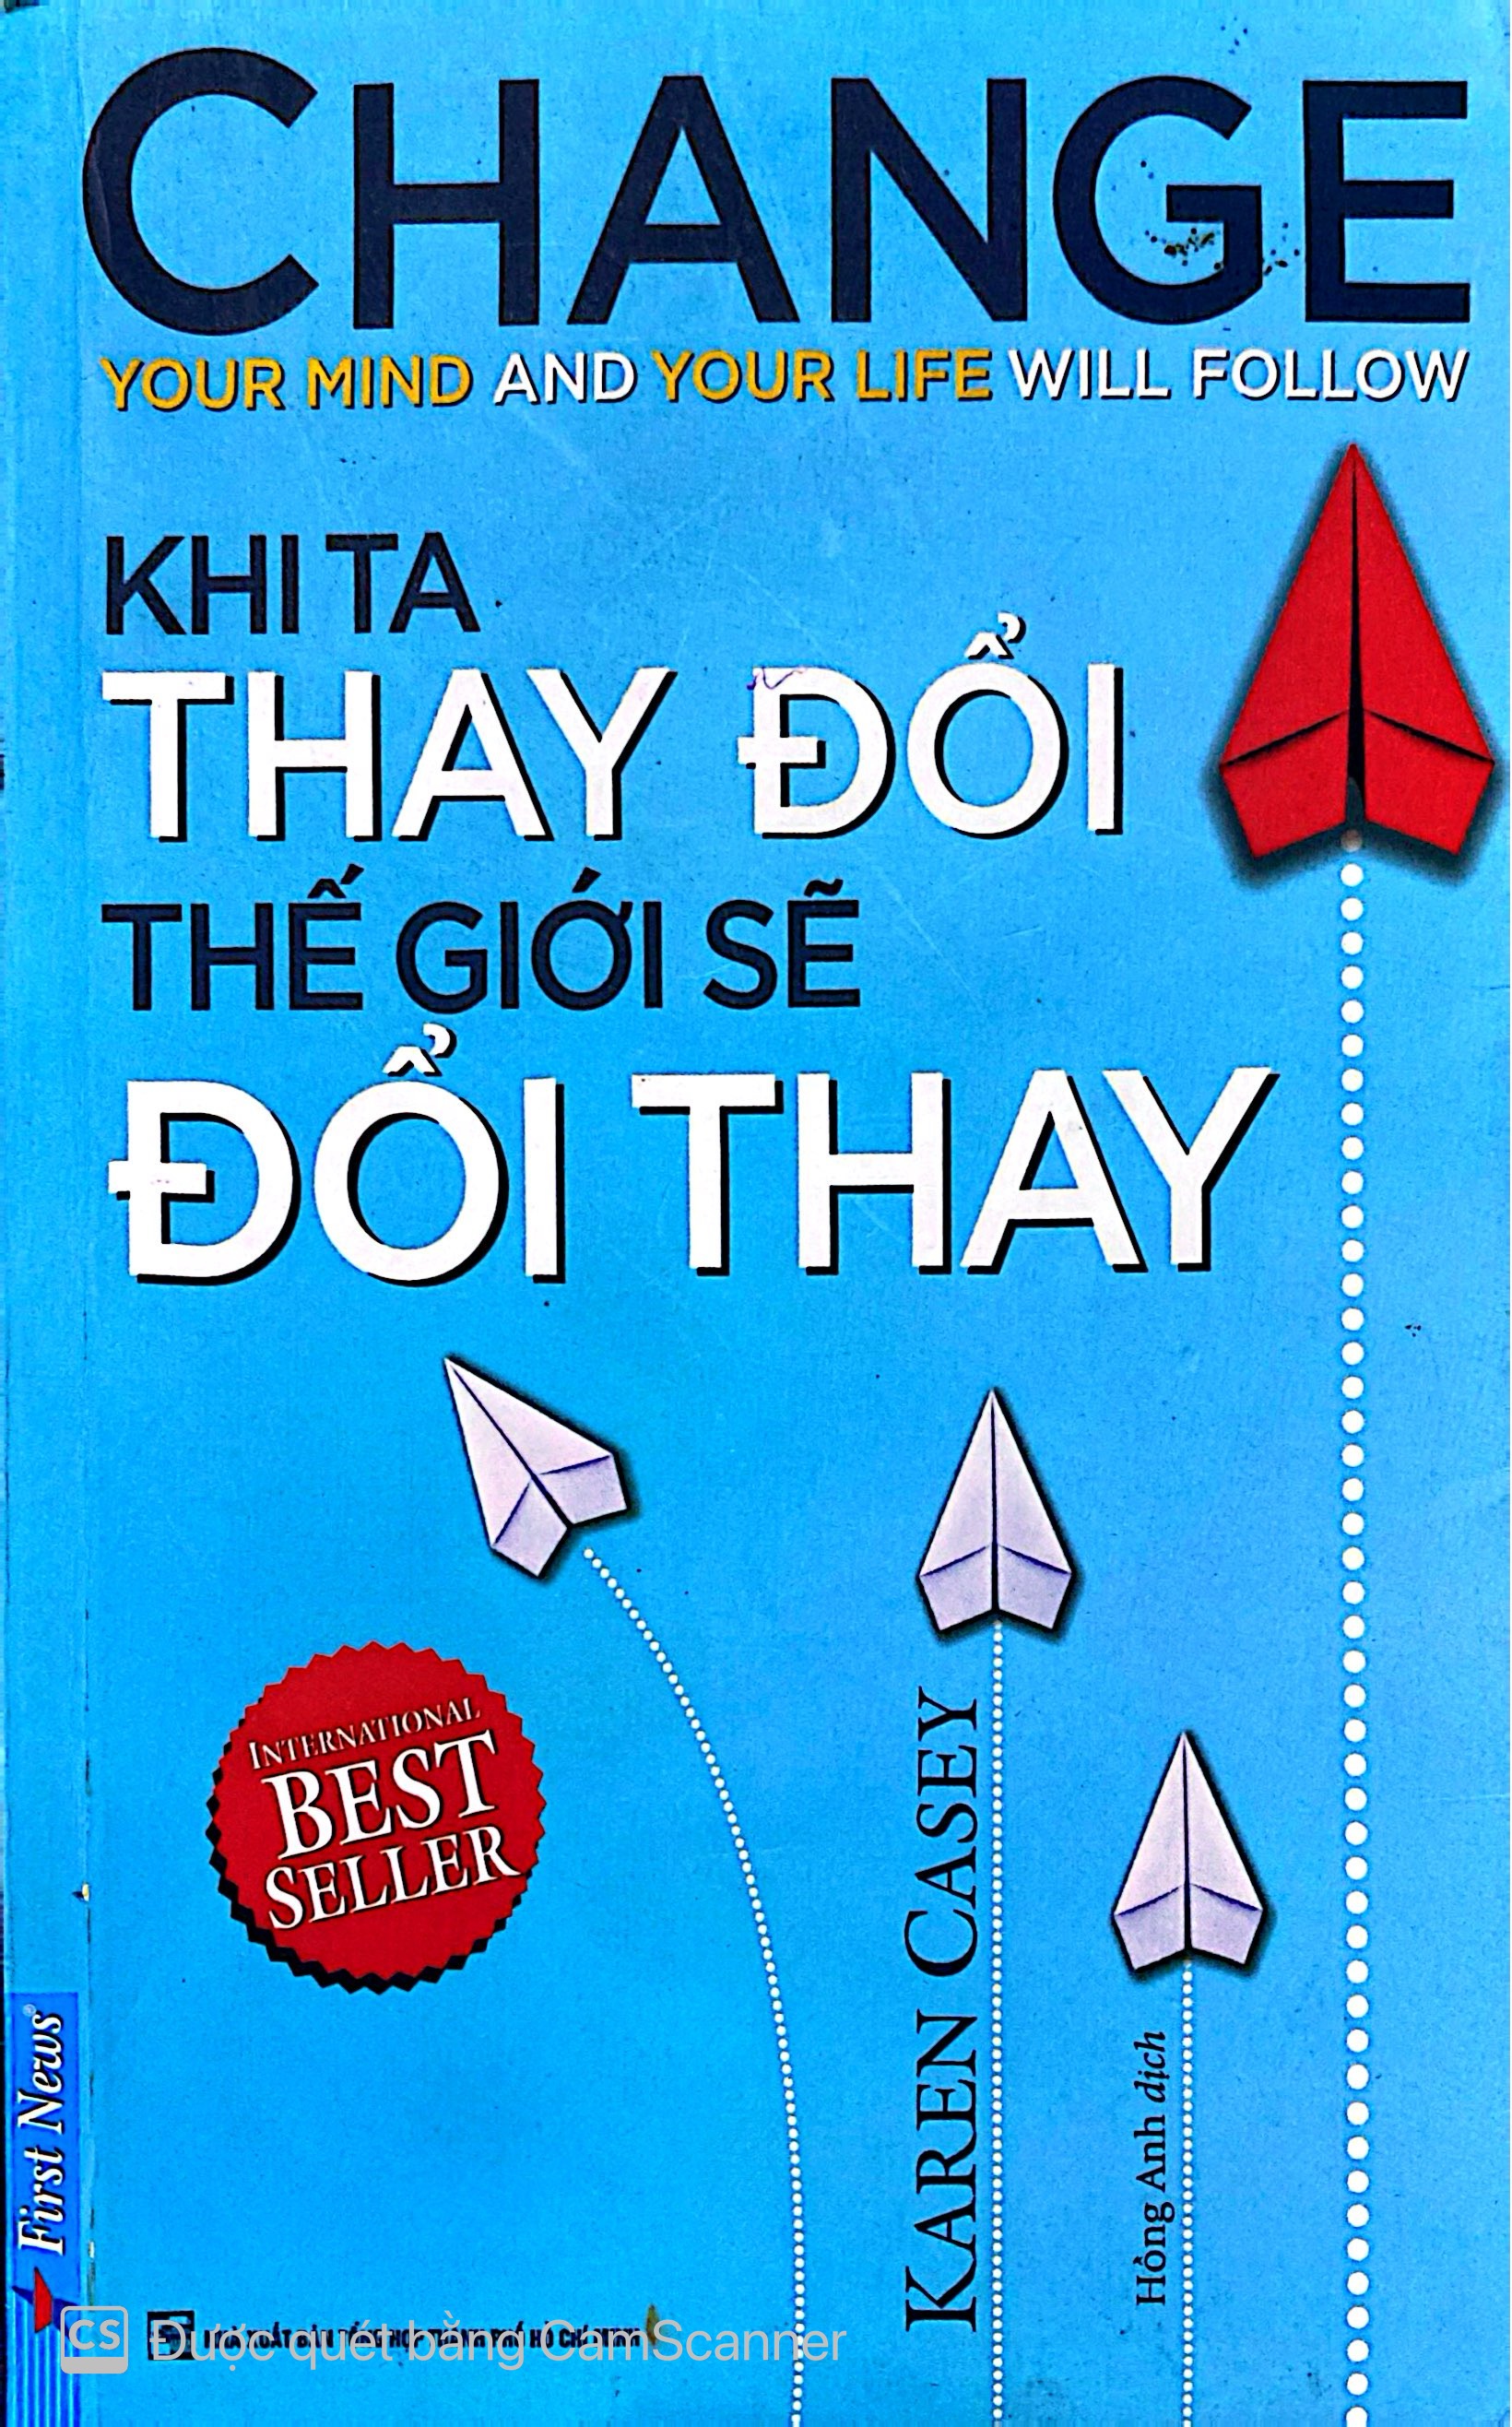 CHANGE
YOUR MIND AND YOUR LIFE WILL FOLLOW
KHI TA
THAY ĐỔI
THẾ GIỚI SẼ
ĐỔI THAY
INTERNATIONAL
BEST
SELLER
KAREN CASEY
Hồng Anh dịch
First News®
CS Được quét bằng CamScanner